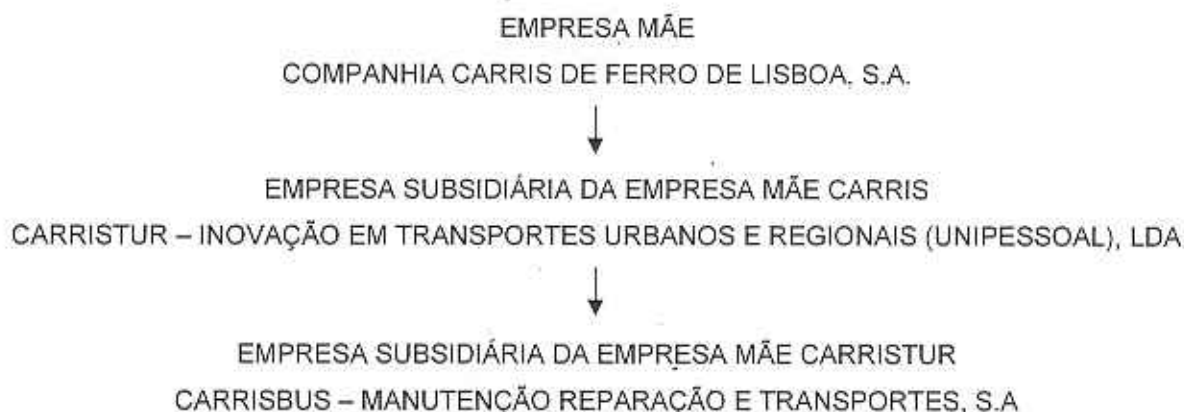 EMPRESA MÃE
COMPANHIA CARRIS DE FERRO DE LISBOA, S.A.
EMPRESA SUBSIDIÁRIA DA EMPRESA MÃE CARRIS
CARRISTUR – INOVAÇÃO EM TRANSPORTES URBANOS E REGIONAIS (UNIPESSOAL), LDA
EMPRESA SUBSIDIÁRIA DA EMPRESA MÃE CARRISTUR
CARRISBUS – MANUTENÇÃO REPARAÇÃO E TRANSPORTES, S.A